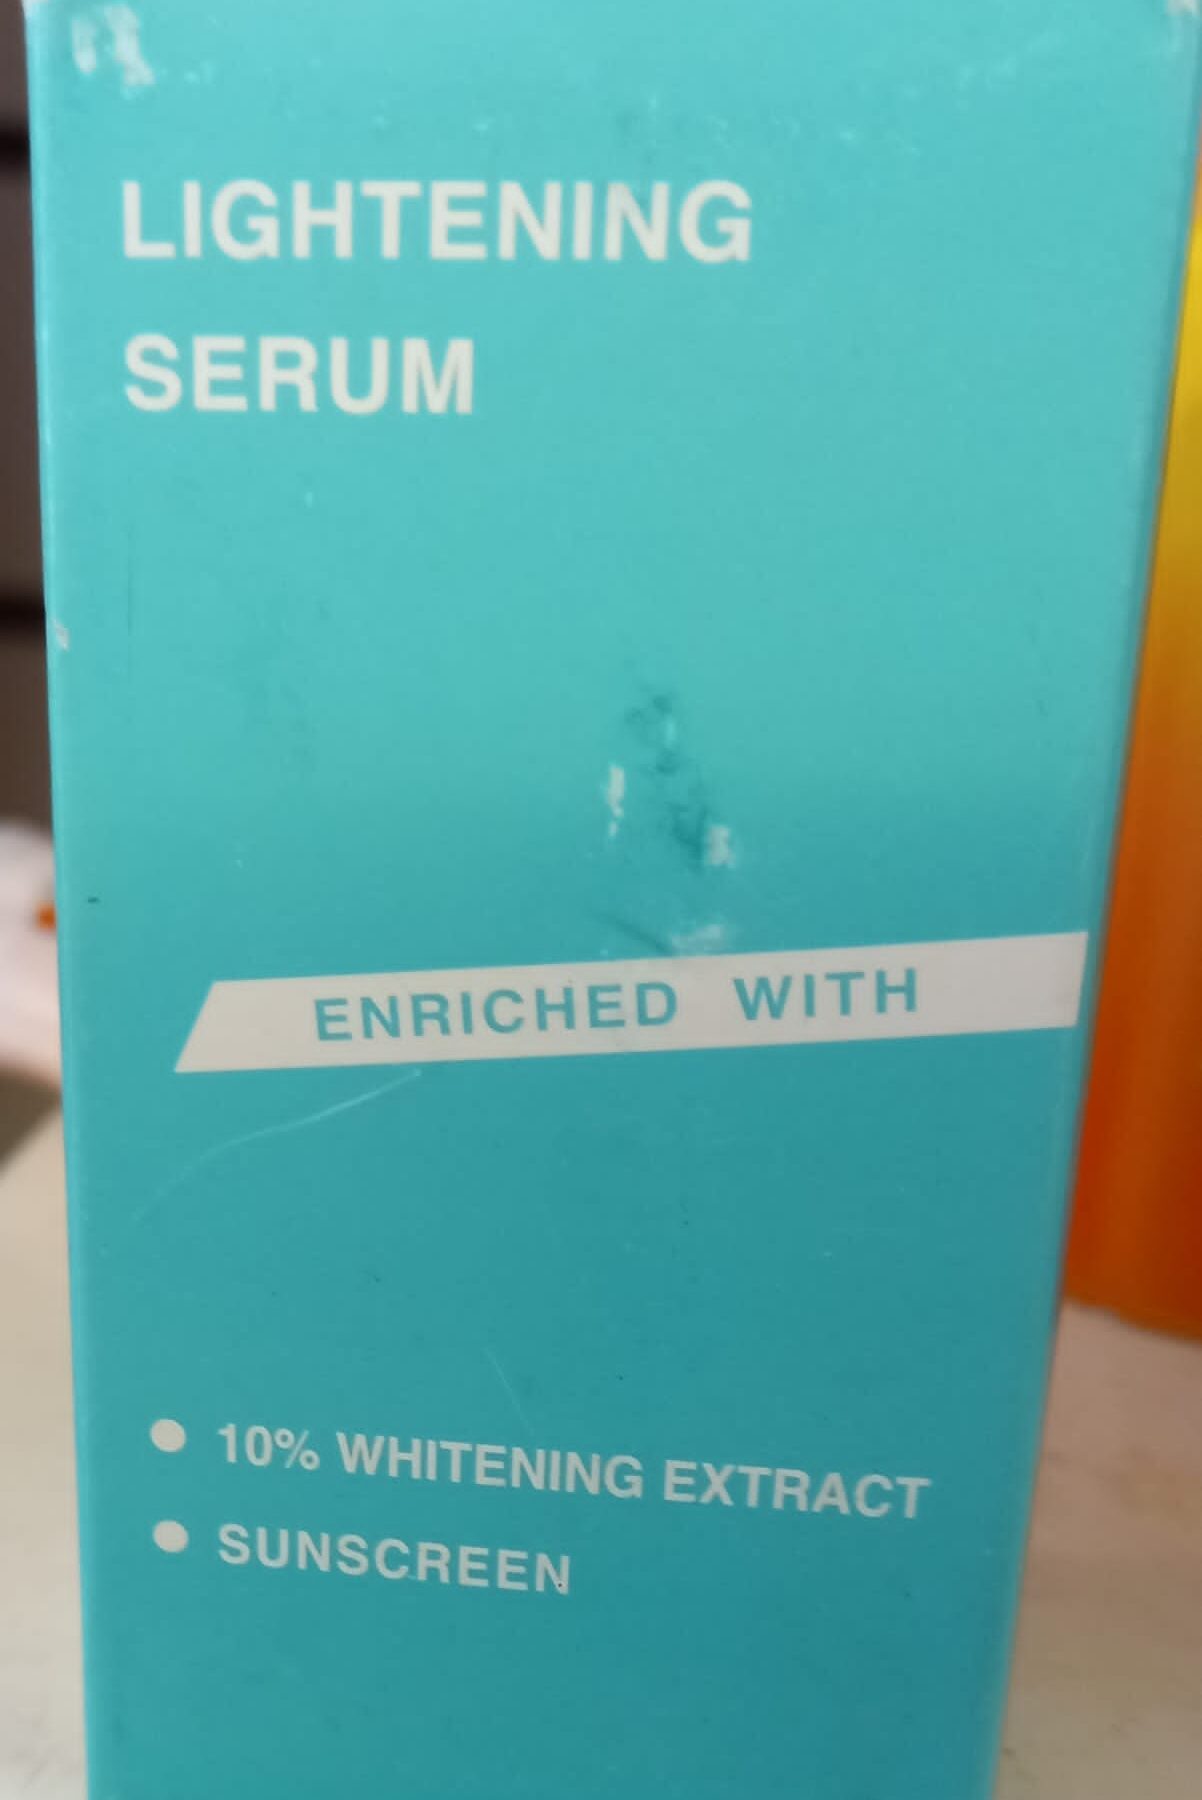 LIGHTENING
SERUM
ENRICHED WITH
● 10% WHITENING EXTRACT
● SUNSCREEN